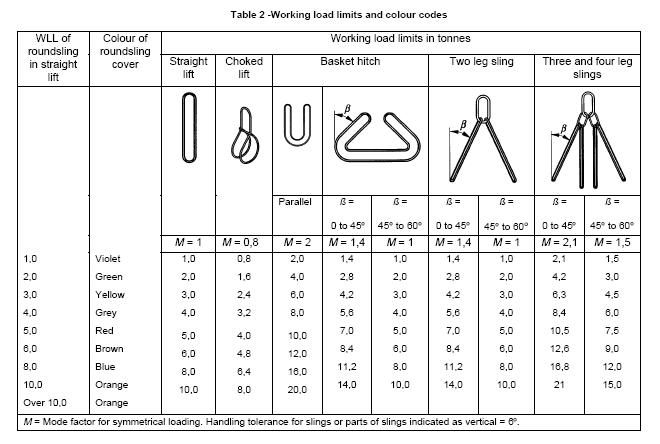 Table 2 -Working load limits and colour codes
WLL of roundsling in straight lift | Colour of roundsling cover | Working load limits in tonnes
Straight lift | Choked lift | Basket hitch | Two leg sling | Three and four leg slings
β β β
Parallel | ß = 0 to 45º | ß = 45º to 60º | ß = 0 to 45º | ß = 45º to 60º | ß = 0 to 45º | ß = 45º to 60º
M = 1 | M = 0,8 | M = 2 | M = 1,4 | M = 1 | M = 1,4 | M = 1 | M = 2,1 | M = 1,5
1,0 Violet 1,0 0,8 2,0 1,4 1,0 1,4 1,0 2,1 1,5
2,0 Green 2,0 1,6 4,0 2,8 2,0 2,8 2,0 4,2 3,0
3,0 Yellow 3,0 2,4 6,0 4,2 3,0 4,2 3,0 6,3 4,5
4,0 Grey 4,0 3,2 8,0 5,6 4,0 5,6 4,0 8,4 6,0
5,0 Red 5,0 4,0 10,0 7,0 5,0 7,0 5,0 10,5 7,5
6,0 Brown 6,0 4,8 12,0 8,4 6,0 8,4 6,0 12,6 9,0
8,0 Blue 8,0 6,4 16,0 11,2 8,0 11,2 8,0 16,8 12,0
10,0 Orange 10,0 8,0 20,0 14,0 10,0 14,0 10,0 21 15,0
Over 10,0 Orange
M = Mode factor for symmetrical loading. Handling tolerance for slings or parts of slings indicated as vertical = 6º.